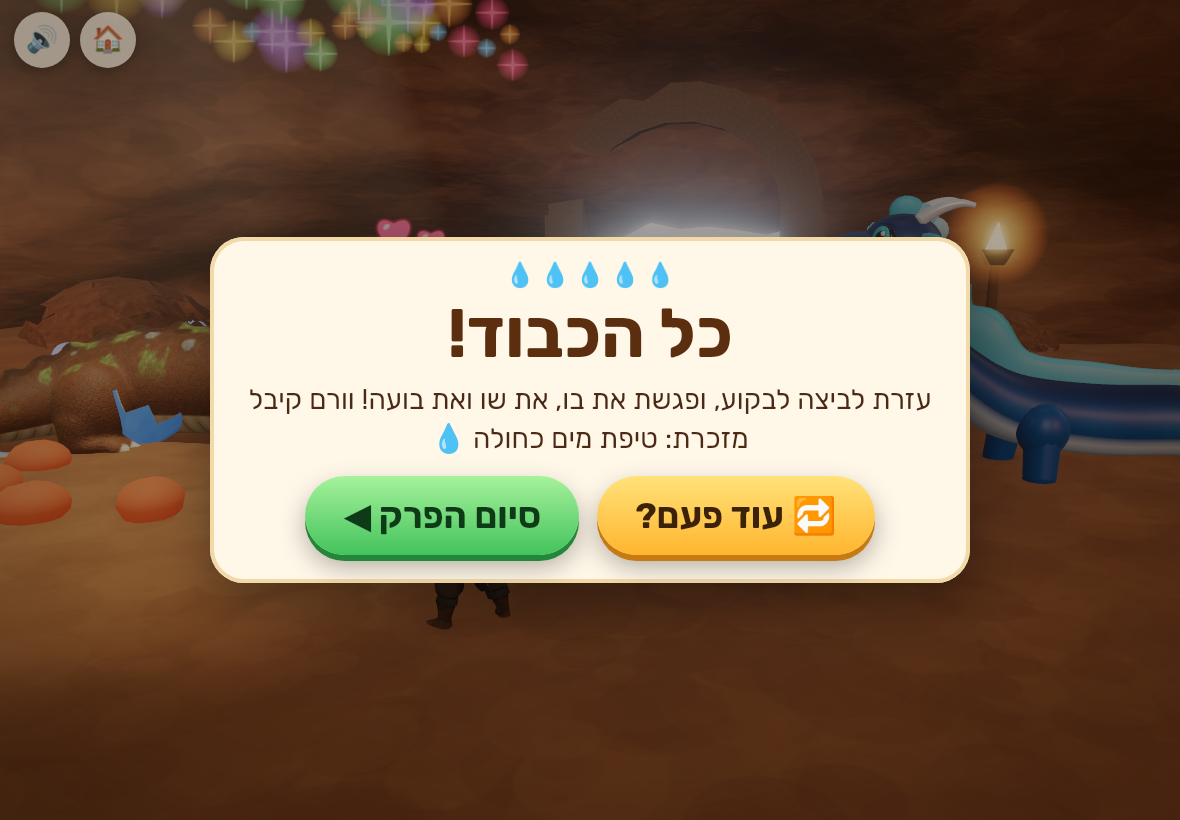 כל הכבוד!
עזרת לביצה לבקוע, ופגשת את בו, את שו ואת בועה! וורם קיבל
מזכרת: טיפת מים כחולה 💧
🔁 עוד פעם?
סיום הפרק ◀